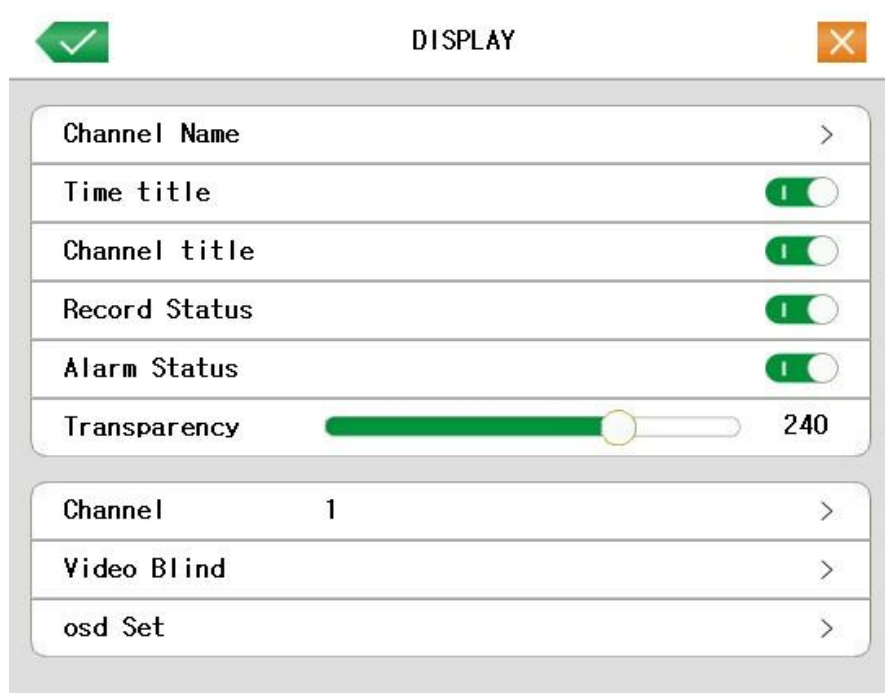 DISPLAY
Channel Name
Time title
Channel title
Record Status
Alarm Status
Transparency 240
Channel 1
Video Blind
osd Set